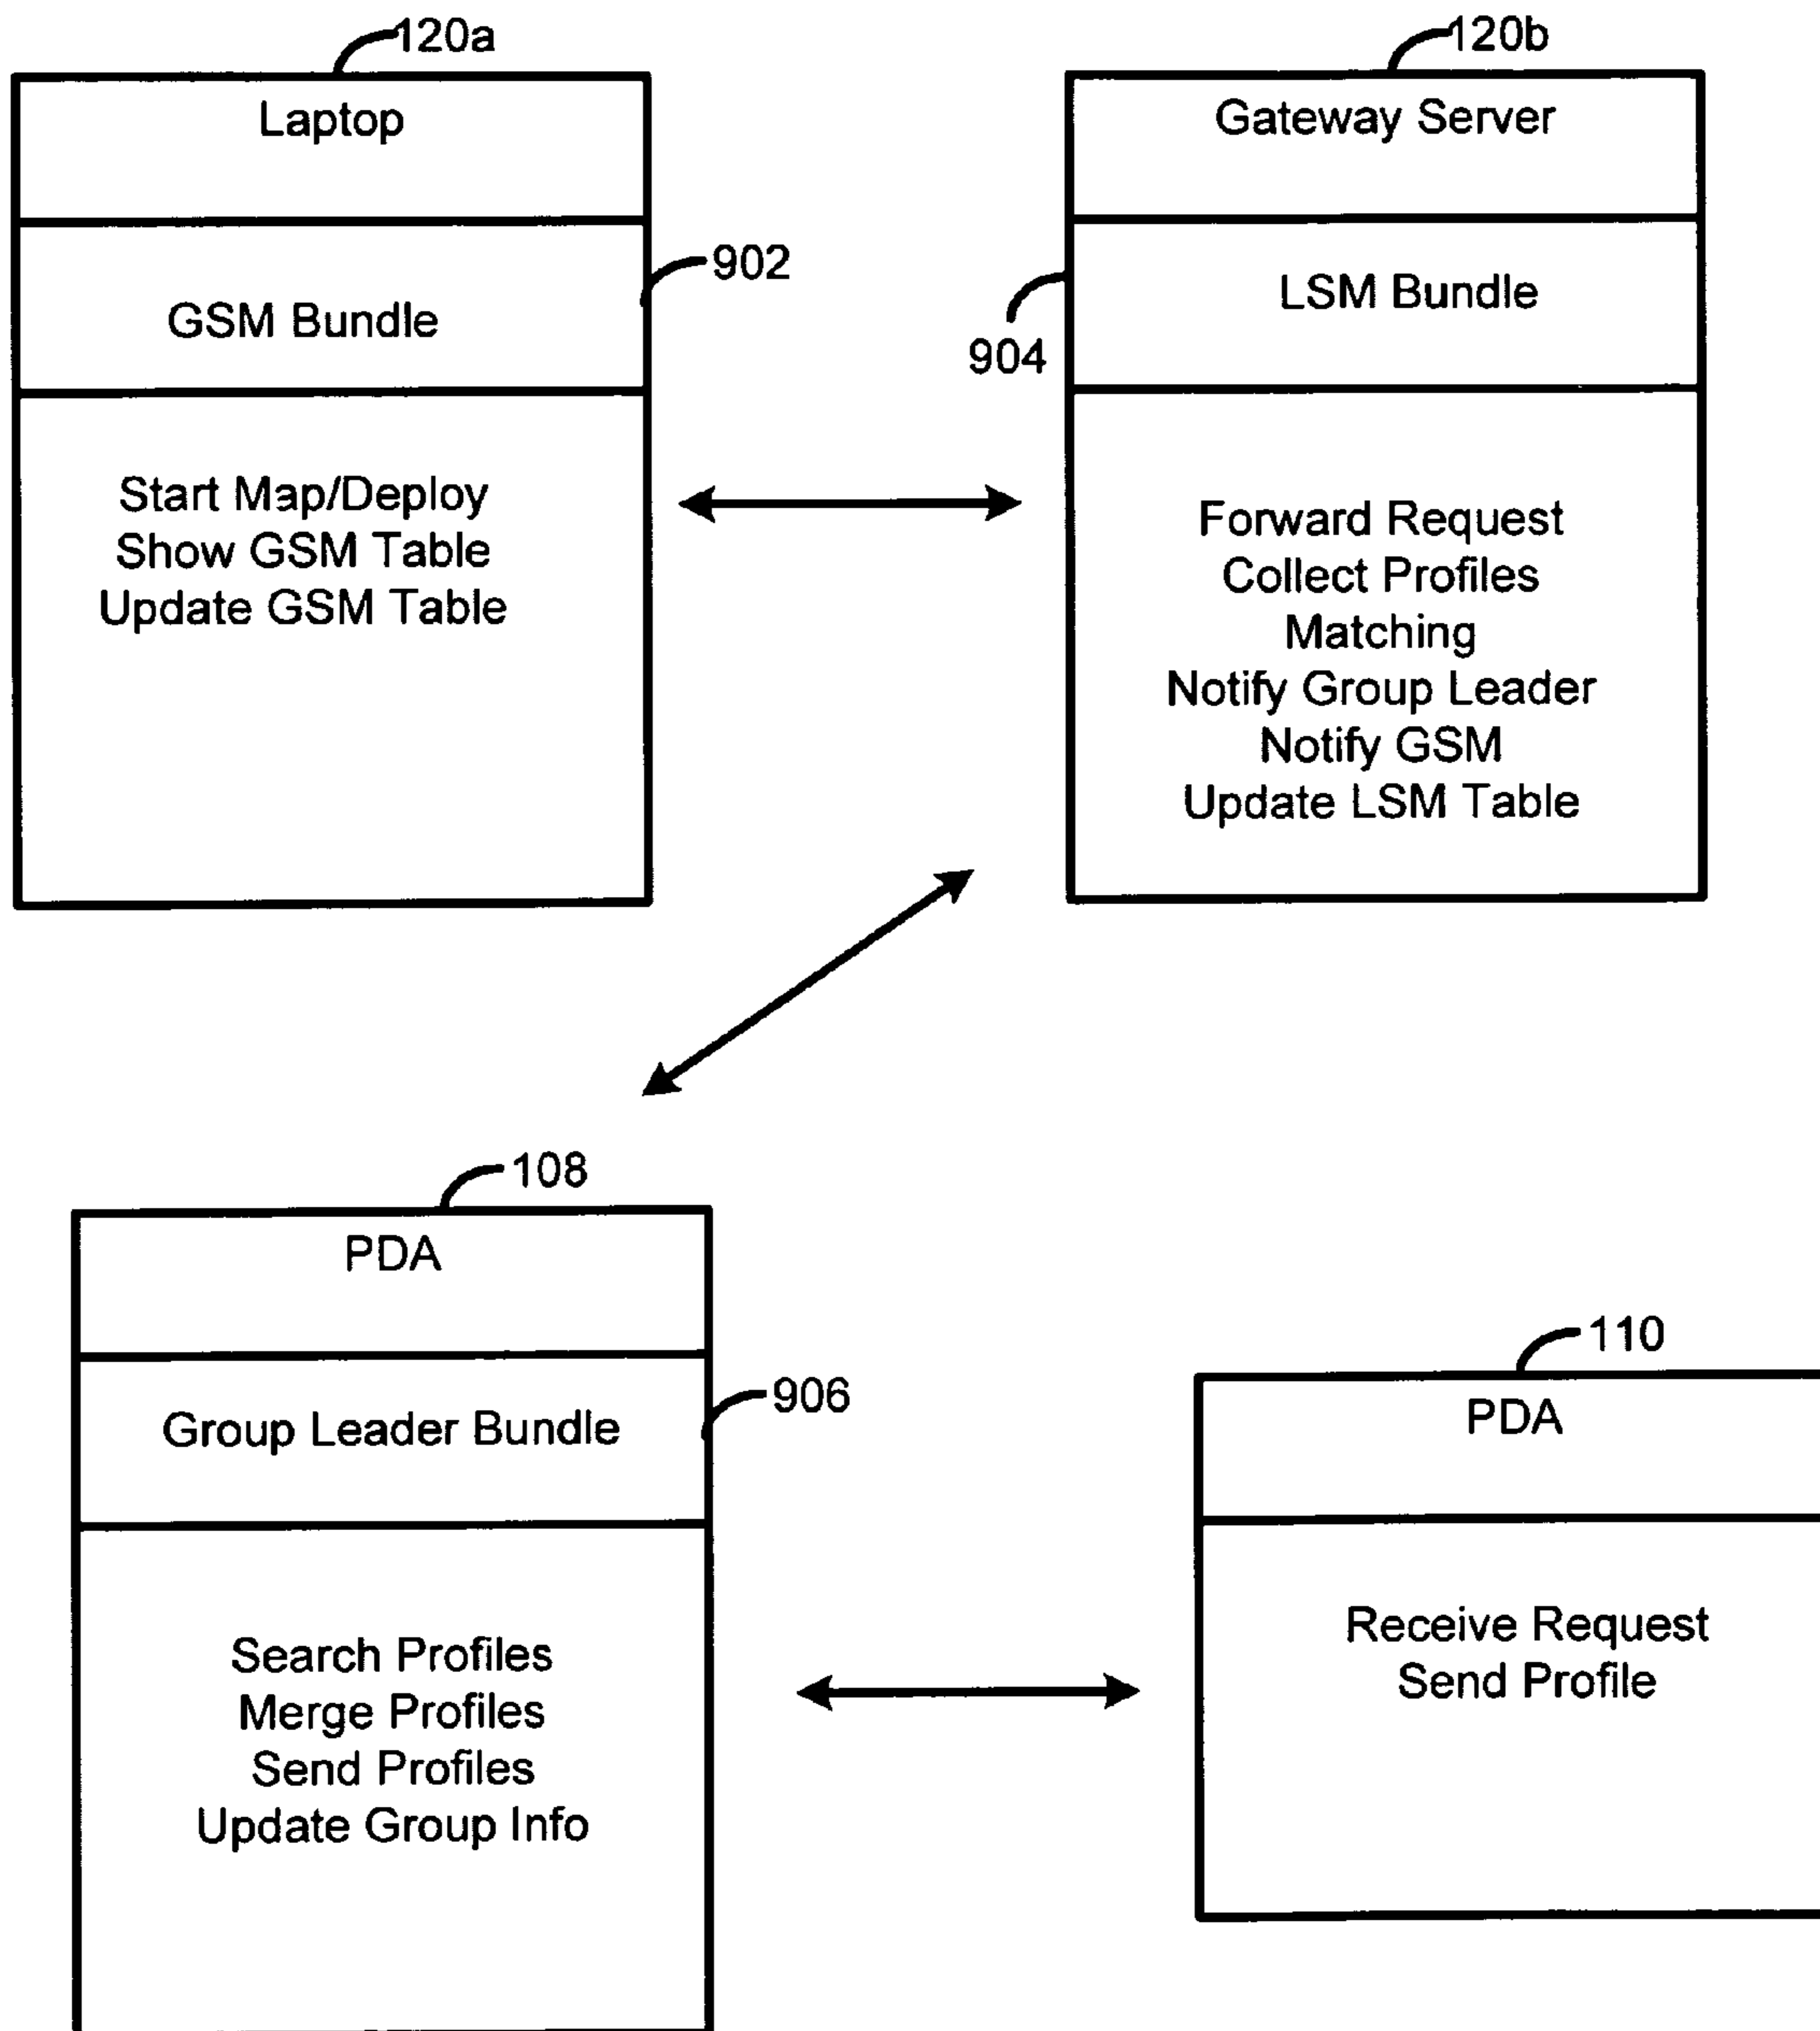 120a
Laptop
902
GSM Bundle
Start Map/Deploy
Show GSM Table
Update GSM Table
120b
Gateway Server
904
LSM Bundle
Forward Request
Collect Profiles
Matching
Notify Group Leader
Notify GSM
Update LSM Table
108
PDA
906
Group Leader Bundle
Search Profiles
Merge Profiles
Send Profiles
Update Group Info
110
PDA
Receive Request
Send Profile